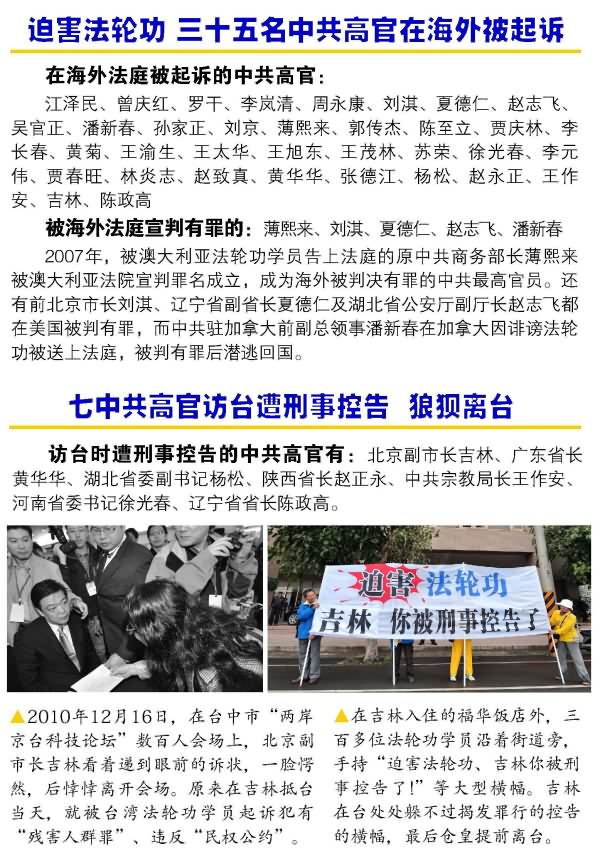 迫害法轮功 三十五名中共高官在海外被起诉
在海外法庭被起诉的中共高官：
江泽民、曾庆红、罗干、李岚清、周永康、刘淇、夏德仁、赵志飞、
吴官正、潘新春、孙家正、刘京、薄熙来、郭传杰、陈至立、贾庆林、李
长春、黄菊、王渝生、王太华、王旭东、王茂林、苏荣、徐光春、李元
伟、贾春旺、林炎志、赵致真、黄华华、张德江、杨松、赵永正、王作
安、吉林、陈政高
被海外法庭宣判有罪的：薄熙来、刘淇、夏德仁、赵志飞、潘新春
2007年，被澳大利亚法轮功学员告上法庭的原中共商务部长薄熙来
被澳大利亚法院宣判罪名成立，成为海外被判决有罪的中共最高官员。还
有前北京市长刘淇、辽宁省副省长夏德仁及湖北省公安厅副厅长赵志飞都
在美国被判有罪，而中共驻加拿大前副总领事潘新春在加拿大因诽谤法轮
功被送上法庭，被判有罪后潜逃回国。
七中共高官访台遭刑事控告 狼狈离台
访台时遭刑事控告的中共高官有：北京副市长吉林、广东省长
黄华华、湖北省委副书记杨松、陕西省长赵正永、中共宗教局长王作安、
河南省委书记徐光春、辽宁省省长陈政高。
迫害 法轮功
吉林 你被刑事控告了
▲2010年12月16日，在台中市“两岸
京台科技论坛”数百人会场上，北京副
市长吉林看着递到眼前的诉状，一脸愕
然，后悻悻离开会场。原来在吉林抵台
当天，就被台湾法轮功学员起诉犯有
“残害人群罪”、违反“民权公约”。
▲在吉林入住的福华饭店外，三
百多位法轮功学员沿着街道旁，
手持“迫害法轮功、吉林你被刑
事控告了!”等大型横幅。吉林
在台处处躲不过揭发罪行的控告
的横幅，最后仓皇提前离台。